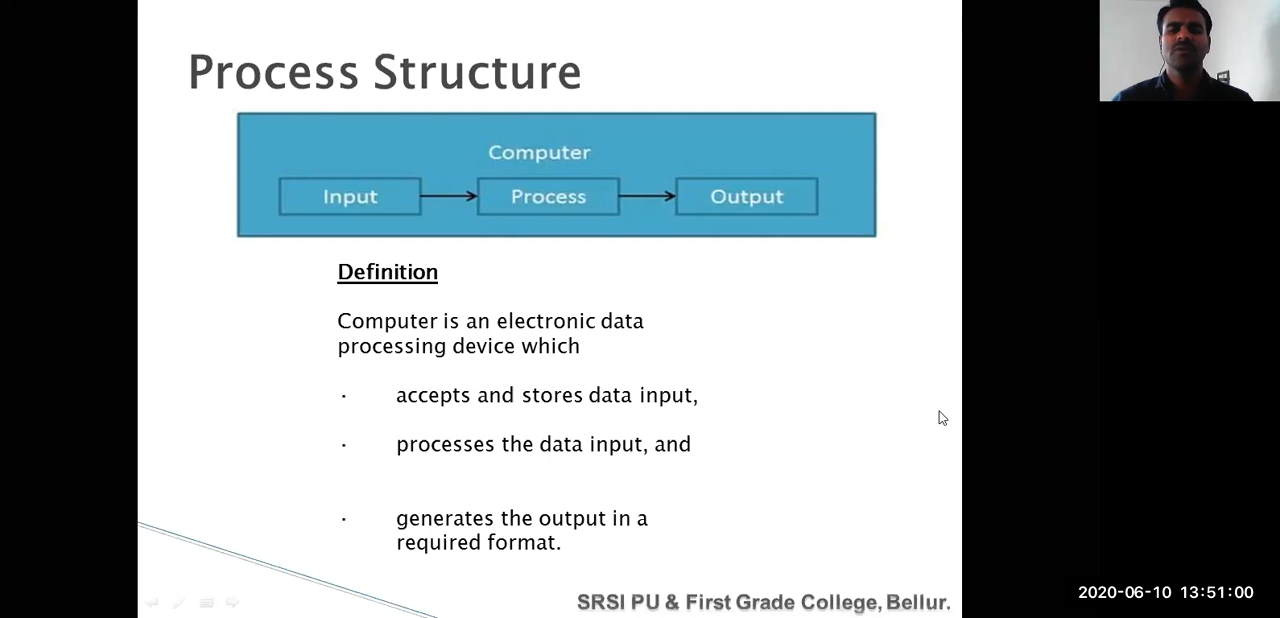 Process Structure
Computer
Input
Process
Output
Definition
Computer is an electronic data
processing device which
· accepts and stores data input,
· processes the data input, and
· generates the output in a
required format.
SRSI PU & First Grade College, Bellur.
2020-06-10 13:51:00